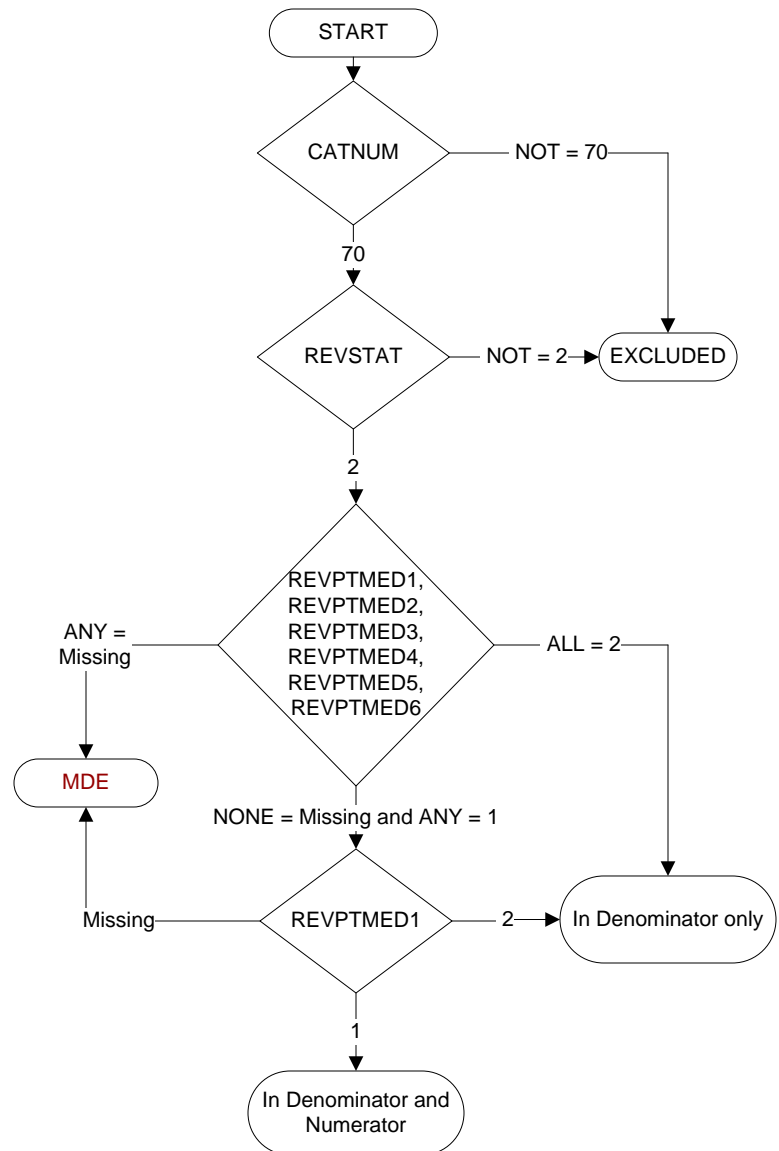 START
CATNUM
NOT = 70
70
REVSTAT
NOT = 2
EXCLUDED
2
REVPTMED1,
REVPTMED2,
REVPTMED3,
REVPTMED4,
REVPTMED5,
REVPTMED6
ANY =
Missing
ALL = 2
MDE
NONE = Missing and ANY = 1
Missing
REVPTMED1
2
In Denominator only
1
In Denominator and
Numerator